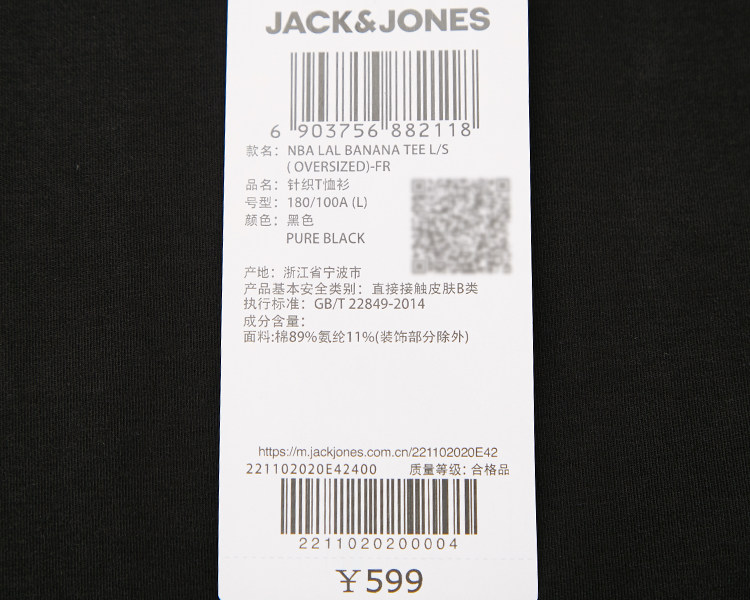 JACK&JONES
6 903756 882118
款名: NBA LAL BANANA TEE L/S
(OVERSIZED)-FR
品名: 针织T恤衫
号型: 180/100A (L)
颜色: 黑色
PURE BLACK
产地: 浙江省宁波市
产品基本安全类别: 直接接触皮肤B类
执行标准: GB/T 22849-2014
成分含量:
面料:棉89%氨纶11%(装饰部分除外)
https://m.jackjones.com.cn/221102020E42
221102020E42400 质量等级: 合格品
2211020200004
￥599